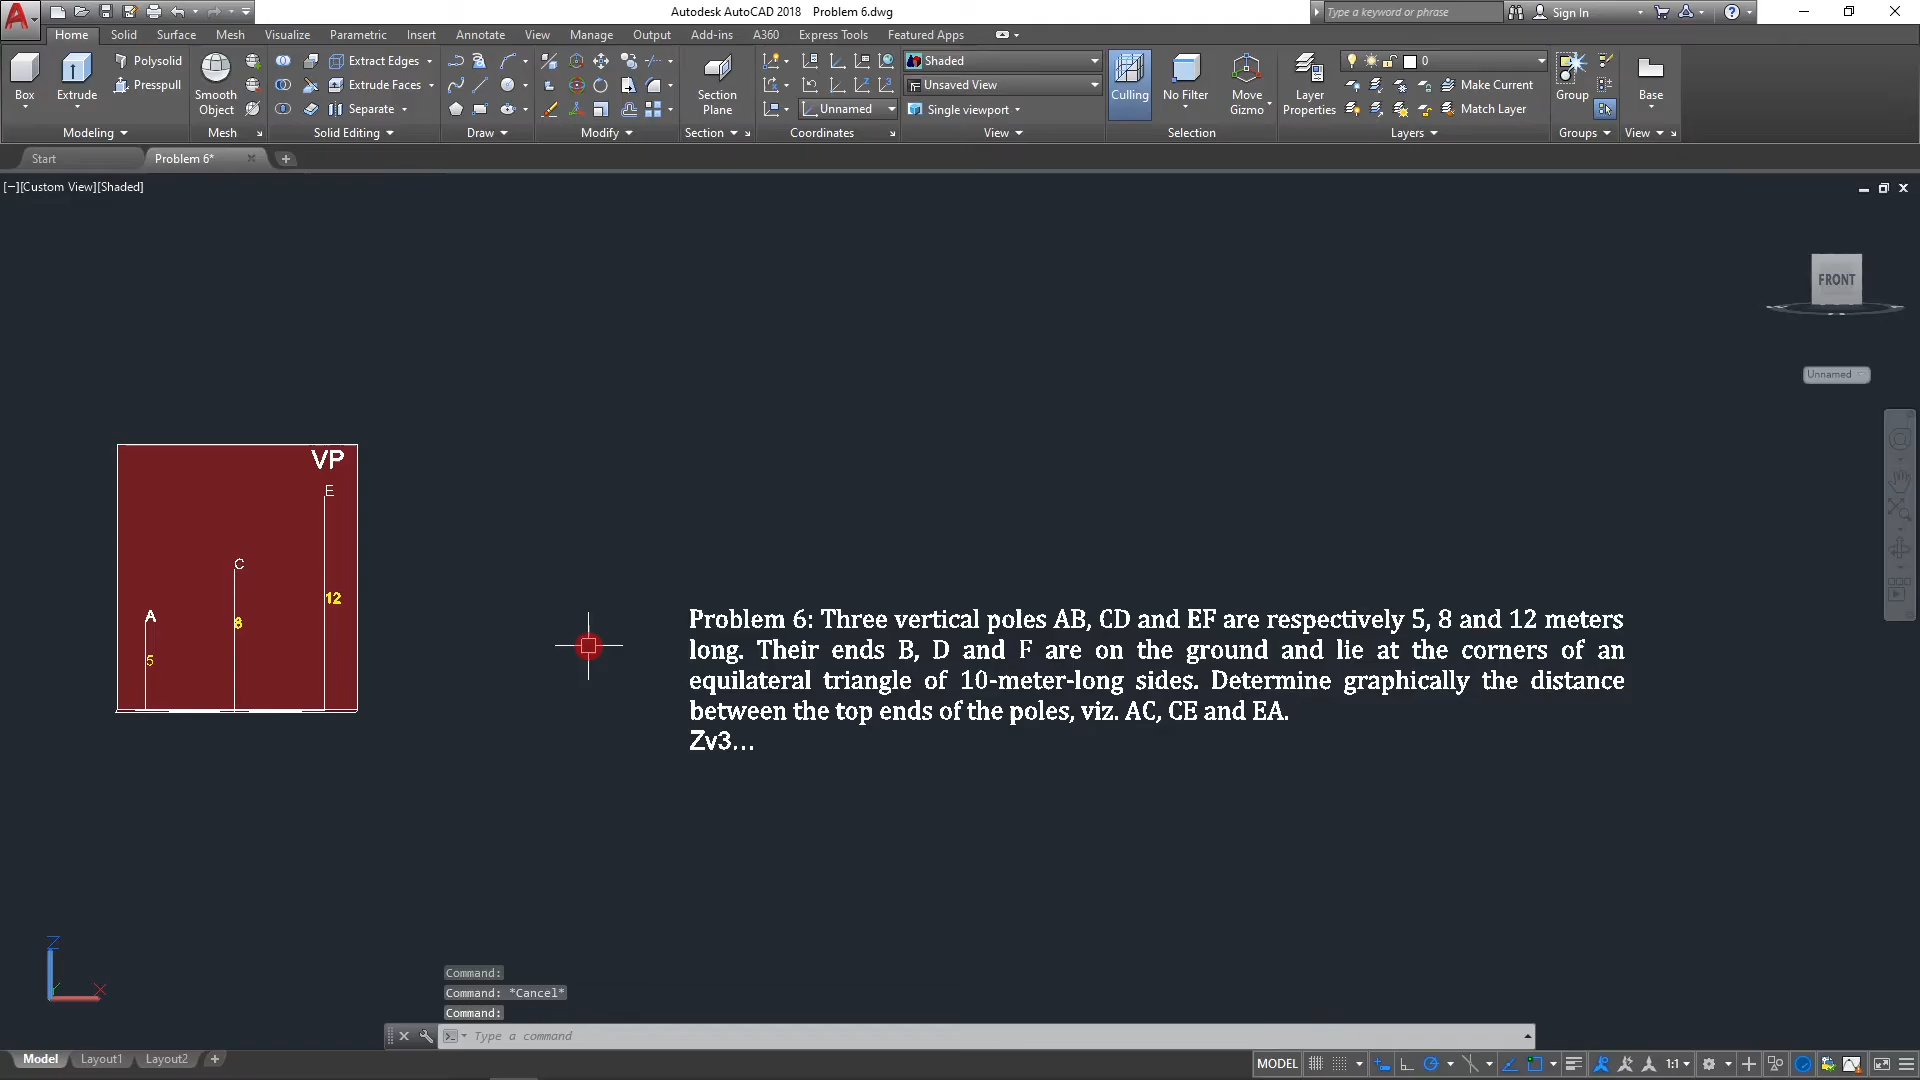 Autodesk AutoCAD 2018 Problem 6.dwg
Type a keyword or phrase
Sign In
Home Solid Surface Mesh Visualize Parametric Insert Annotate View Manage Output Add-ins A360 Express Tools Featured Apps
Box
Extrude
Polysolid
Presspull
Smooth
Object
Extract Edges
Extrude Faces
Separate
Section
Plane
Unnamed
Shaded
Unsaved View
Single viewport
Culling
No Filter
Move
Gizmo
Layer
Properties
0
Make Current
Match Layer
Group
Base
Modeling Mesh Solid Editing Draw Modify Section Coordinates View Selection Layers Groups View
Start Problem 6*
[−][Custom View][Shaded]
FRONT
Unnamed
VP
E
C
12
A
8
5
Problem 6: Three vertical poles AB, CD and EF are respectively 5, 8 and 12 meters
long. Their ends B, D and F are on the ground and lie at the corners of an
equilateral triangle of 10-meter-long sides. Determine graphically the distance
between the top ends of the poles, viz. AC, CE and EA.
Zv3...
Z
Y
X
Command:
Command: *Cancel*
Command:
Type a command
Model Layout1 Layout2
MODEL 1:1